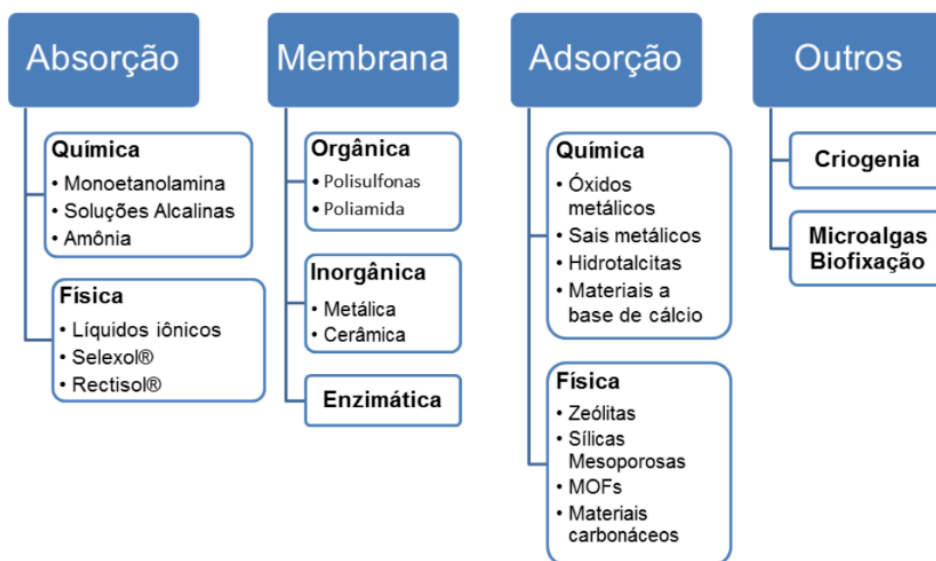 Absorção
Química
• Monoetanolamina
• Soluções Alcalinas
• Amônia
Física
• Líquidos iônicos
• Selexol®
• Rectisol®
Membrana
Orgânica
• Polisulfonas
• Poliamida
Inorgânica
• Metálica
• Cerâmica
Enzimática
Adsorção
Química
• Óxidos
metálicos
• Sais metálicos
• Hidrotalcitas
• Materiais a
base de cálcio
Física
• Zeólitas
• Sílicas
Mesoporosas
• MOFs
• Materiais
carbonáceos
Outros
Criogenia
Microalgas
Biofixação